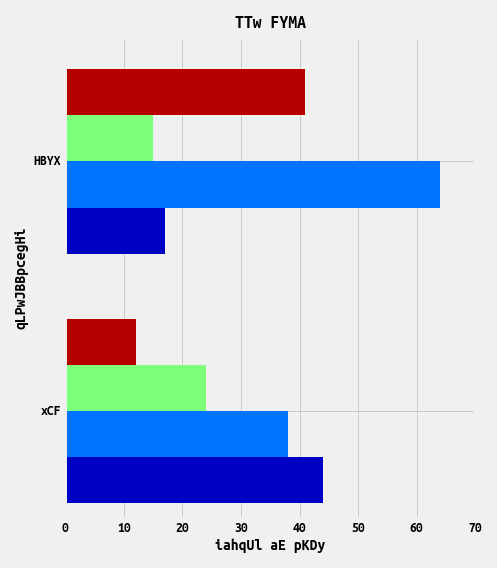 TTw FYMA
HBYX
qLPwJBBpcegHi
xCF
0 10 20 30 40 50 60 70
iahqUl aE pKDy